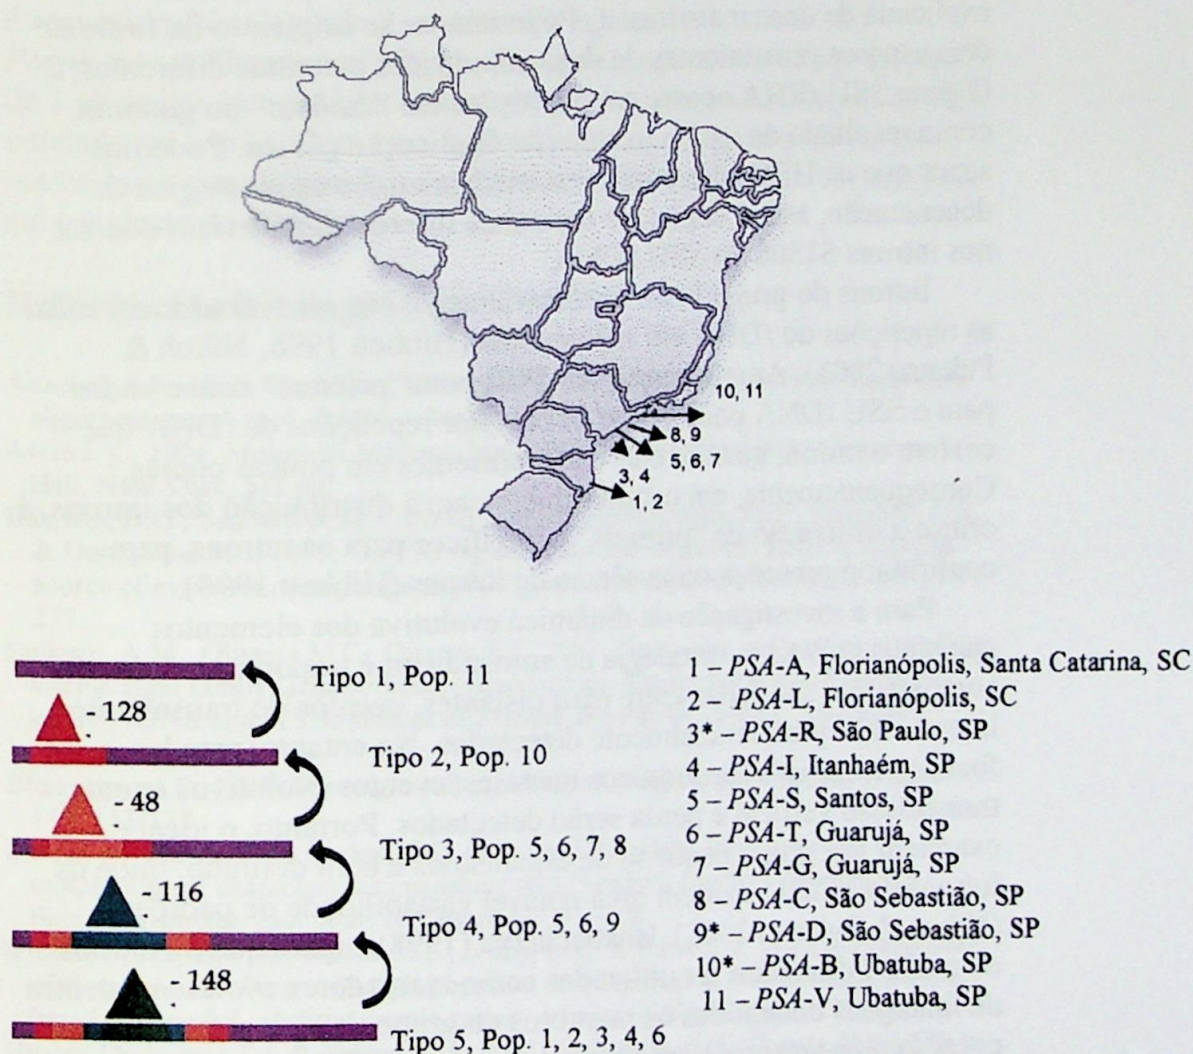 10, 11
8, 9
5, 6, 7
3, 4
1, 2
Tipo 1, Pop. 11
- 128
Tipo 2, Pop. 10
- 48
Tipo 3, Pop. 5, 6, 7, 8
-116
Tipo 4, Pop. 5, 6, 9
-148
Tipo 5, Pop. 1, 2, 3, 4, 6
1 – PSA-A, Florianópolis, Santa Catarina, SC
2 – PSA-L, Florianópolis, SC
3* – PSA-R, São Paulo, SP
4 – PSA-I, Itanhaém, SP
5 – PSA-S, Santos, SP
6 – PSA-T, Guarujá, SP
7 – PSA-G, Guarujá, SP
8 – PSA-C, São Sebastião, SP
9* – PSA-D, São Sebastião, SP
10* – PSA-B, Ubatuba, SP
11 – PSA-V, Ubatuba, SP